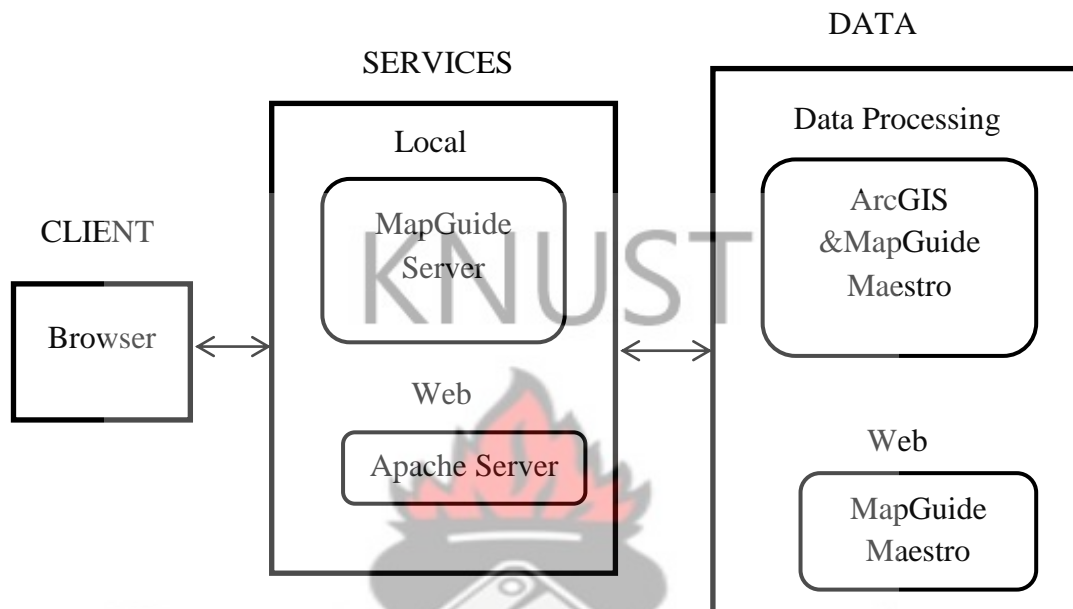 DATA
SERVICES
Data Processing
Local
ArcGIS
&MapGuide
Maestro
MapGuide
Server
CLIENT
KNUST
Browser
Web
Apache Server
Web
MapGuide
Maestro